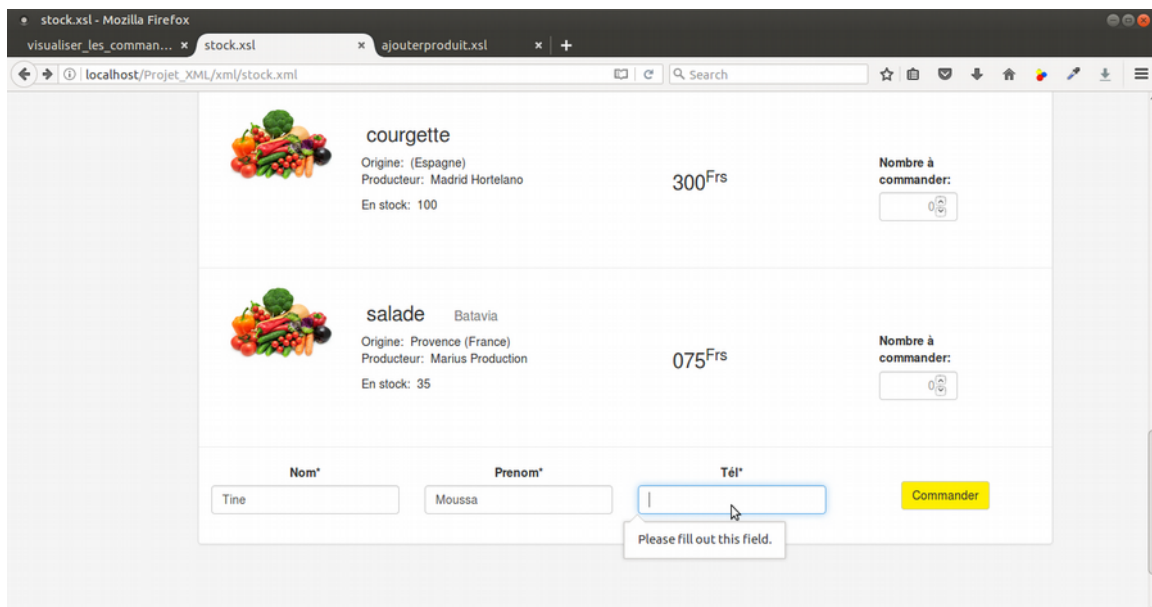 stock.xsl - Mozilla Firefox
visualiser_les_comman... × stock.xsl × ajouterproduit.xsl × +
localhost/Projet_XML/xml/stock.xml Search
courgette
Origine: (Espagne)
Producteur: Madrid Hortelano
En stock: 100
300Frs
Nombre à
commander:
0
salade Batavia
Origine: Provence (France)
Producteur: Marius Production
En stock: 35
075Frs
Nombre à
commander:
0
Nom* Prenom* Tél*
Tine Moussa Commander
Please fill out this field.